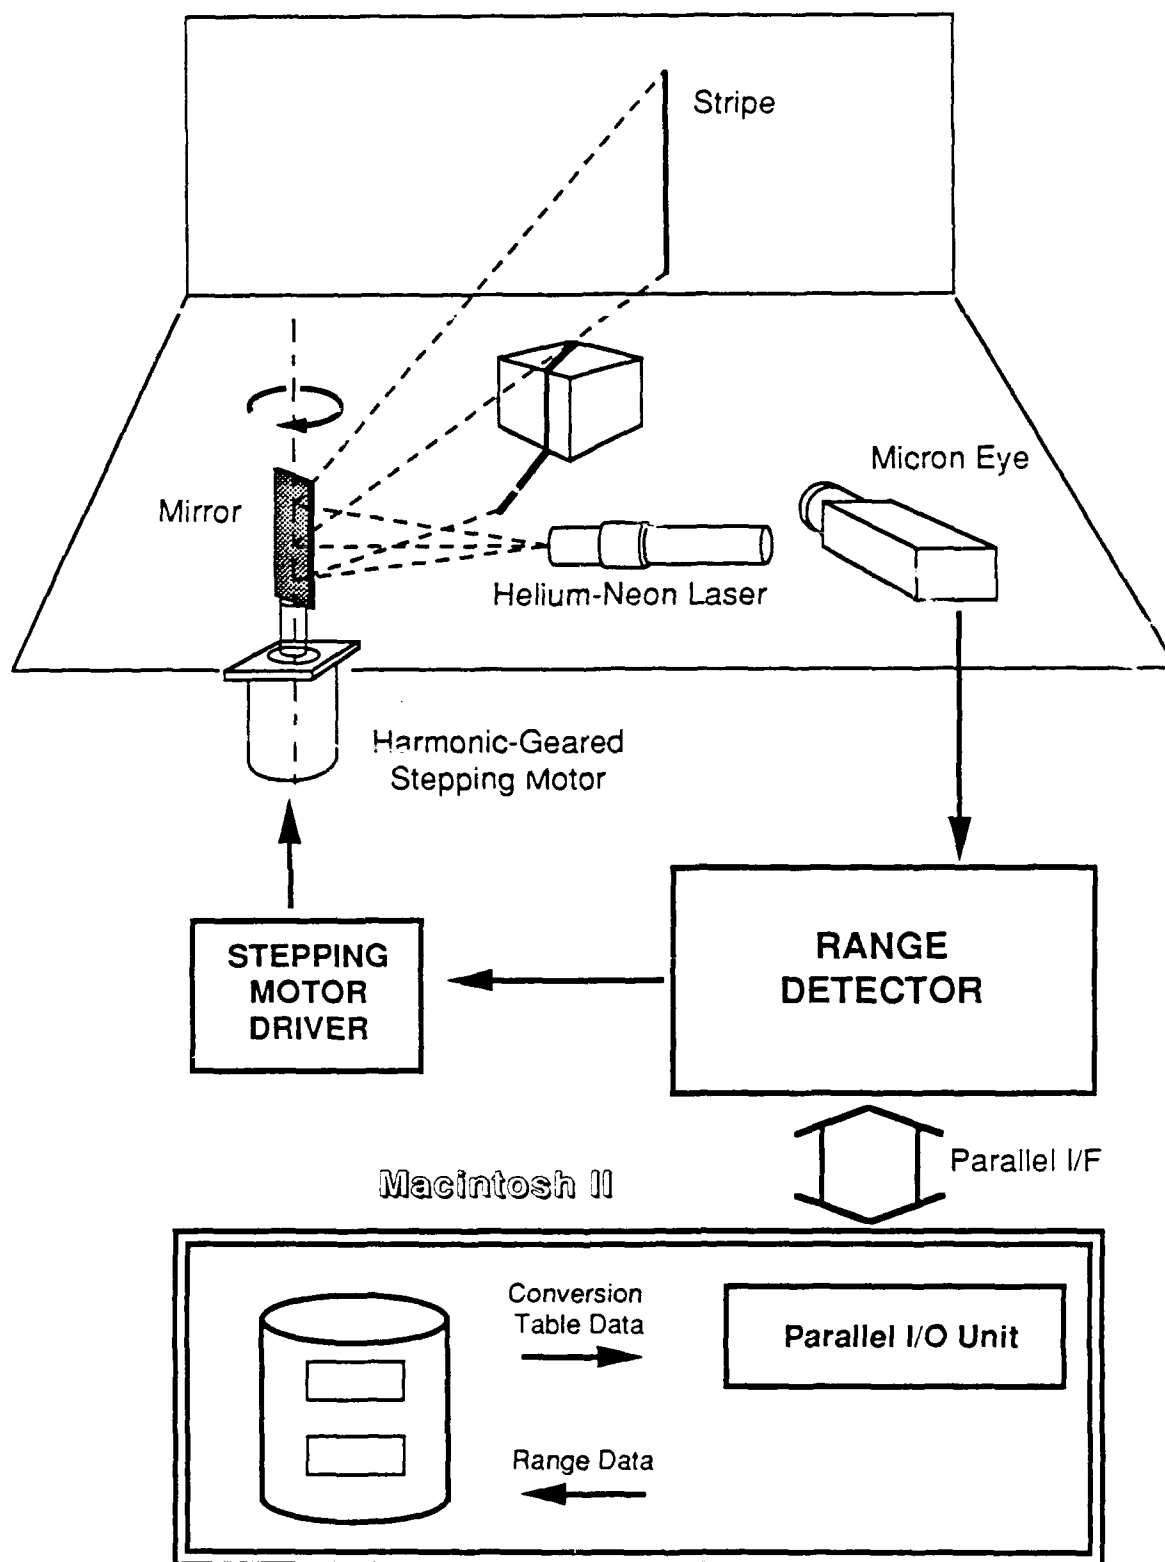 Stripe
Micron Eye
Mirror
Helium-Neon Laser
Harmonic-Geared
Stepping Motor
STEPPING
MOTOR
DRIVER
RANGE
DETECTOR
Parallel I/F
Macintosh II
Conversion
Table Data
Parallel I/O Unit
Range Data